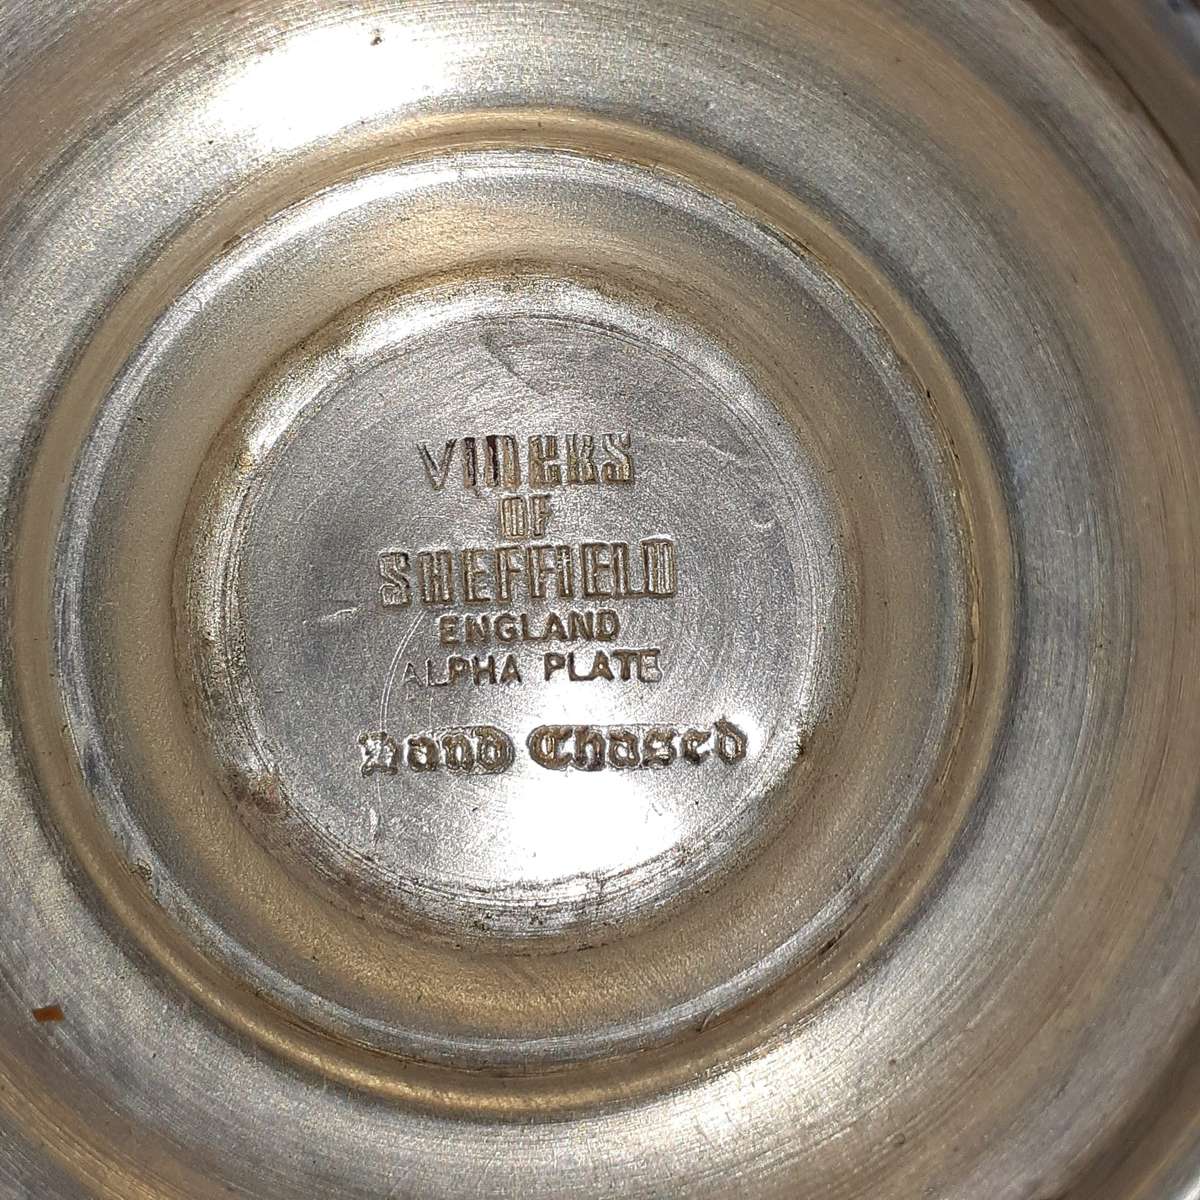 VINERS
OF
SHEFFIELD
ENGLAND
ALPHA PLATE
Hand Chased